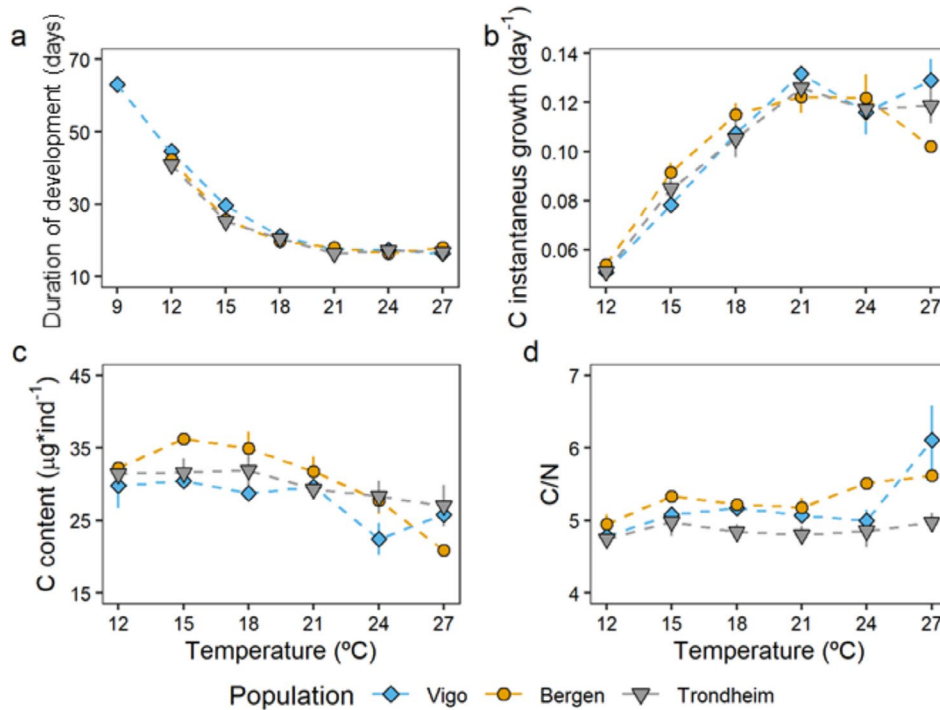 a
Duration of development (days)
70
50
30
10
9 12 15 18 21 24 27
b
C instantaneus growth (day-1)
0.14
0.12
0.10
0.08
0.06
12 15 18 21 24 27
c
C content (μg*ind-1)
45
35
25
15
12 15 18 21 24 27
Temperature (ºC)
d
C/N
7
6
5
4
12 15 18 21 24 27
Temperature (ºC)
Population Vigo Bergen Trondheim